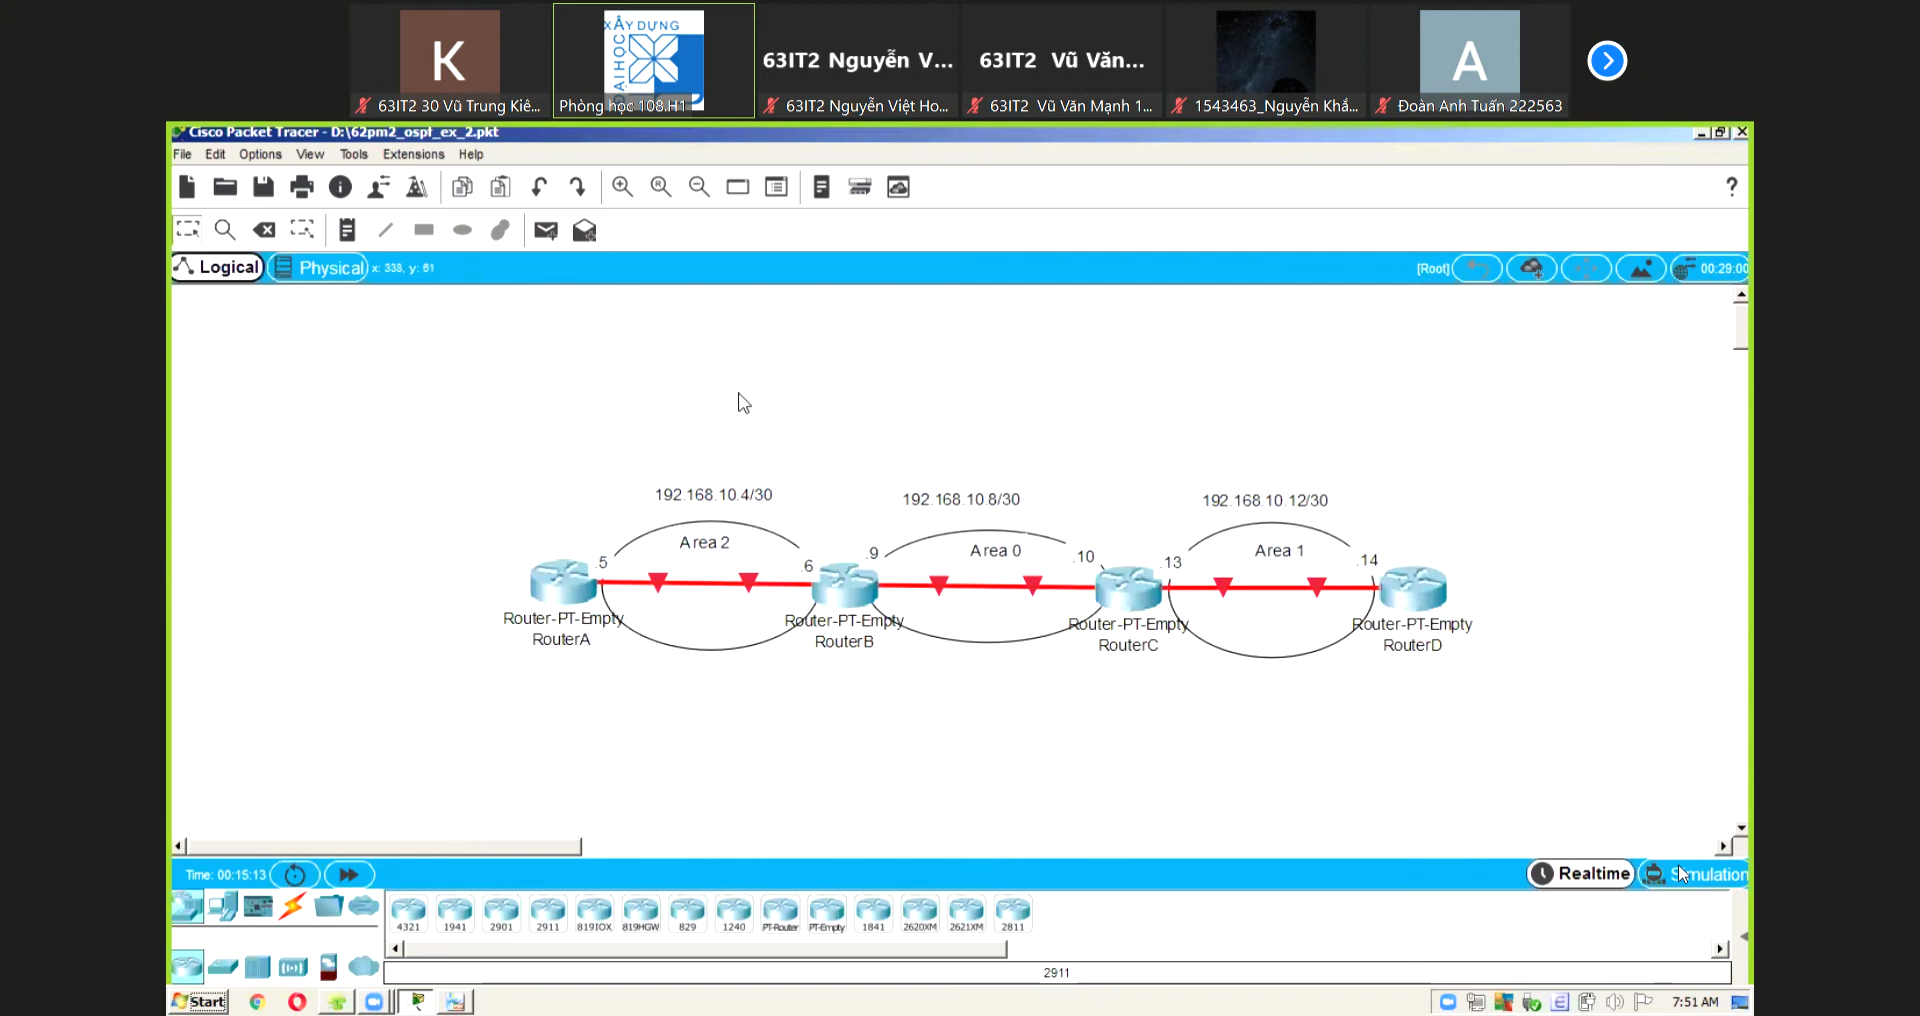 K
XÂY DỰNG
ẠI HỌC
63IT2 Nguyễn V...
63IT2 Vũ Văn...
A
63IT2 30 Vũ Trung Kiê...
Phòng học 108.H1
63IT2 Nguyễn Việt Ho...
63IT2 Vũ Văn Mạnh 1...
1543463_Nguyễn Khắ...
Đoàn Anh Tuấn 222563
Cisco Packet Tracer - D:\62pm2_ospf_ex_2.pkt
File Edit Options View Tools Extensions Help
?
Logical
Physical
x: 338, y: 61
[Root]
00:29:00
192.168.10.4/30
192.168.10.8/30
192.168.10.12/30
Area 2
Area 0
Area 1
.5
.6
.9
.10
.13
.14
Router-PT-Empty
RouterA
Router-PT-Empty
RouterB
Router-PT-Empty
RouterC
Router-PT-Empty
RouterD
Time: 00:15:13
Realtime
Simulation
4321 1941 2901 2911 819IOX 819HGW 829 1240 PT-Router PT-Empty 1841 2620XM 2621XM 2811
2911
Start
7:51 AM